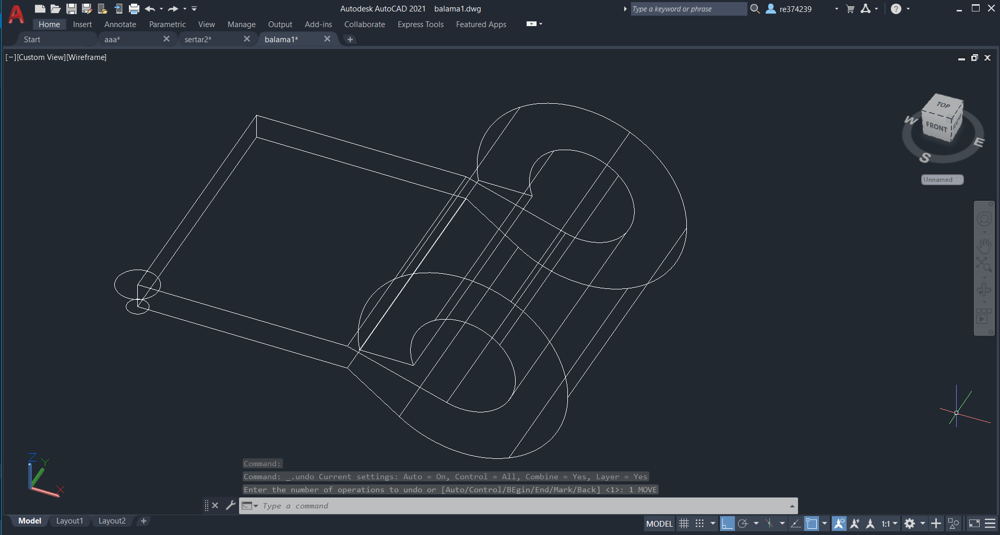 Autodesk AutoCAD 2021 balama1.dwg
Type a keyword or phrase
re374239
Home Insert Annotate Parametric View Manage Output Add-ins Collaborate Express Tools Featured Apps
Start aaa* sertar2* balama1*
[−][Custom View][Wireframe]
TOP
FRONT
W
E
S
Unnamed
Z
Y
X
Command:
Command: _.undo Current settings: Auto = On, Control = All, Combine = Yes, Layer = Yes
Enter the number of operations to undo or [Auto/Control/BEgin/End/Mark/Back] <1>: 1 MOVE
Type a command
Model Layout1 Layout2
MODEL 1:1